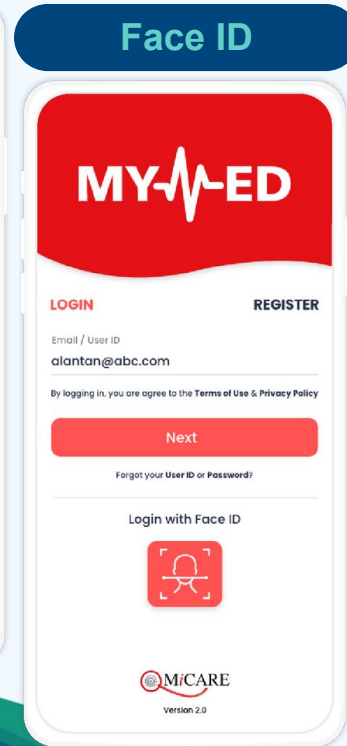 Face ID
MY MED
LOGIN
REGISTER
Email / User ID
alantan@abc.com
By logging in, you are agree to the Terms of Use & Privacy Policy
Next
Forgot your User ID or Password?
Login with Face ID
MiCARE
Version 2.0